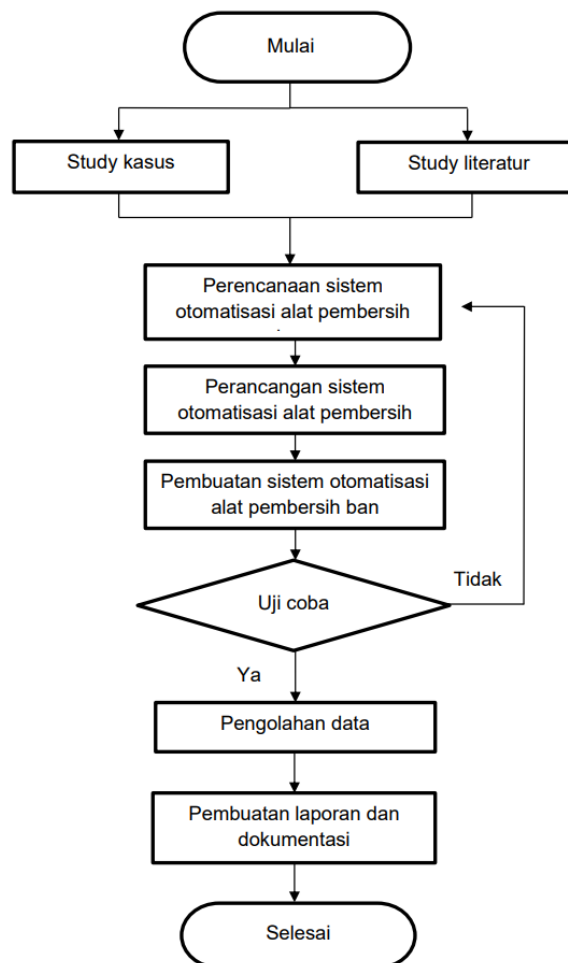 Mulai
Study kasus
Study literatur
Perencanaan sistem
otomatisasi alat pembersih
Perancangan sistem
otomatisasi alat pembersih
Pembuatan sistem otomatisasi
alat pembersih ban
Uji coba
Tidak
Ya
Pengolahan data
Pembuatan laporan dan
dokumentasi
Selesai